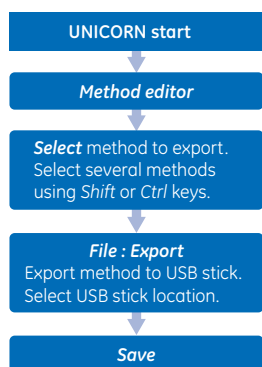 UNICORN start
Method editor
Select method to export.
Select several methods
using Shift or Ctrl keys.
File : Export
Export method to USB stick.
Select USB stick location.
Save